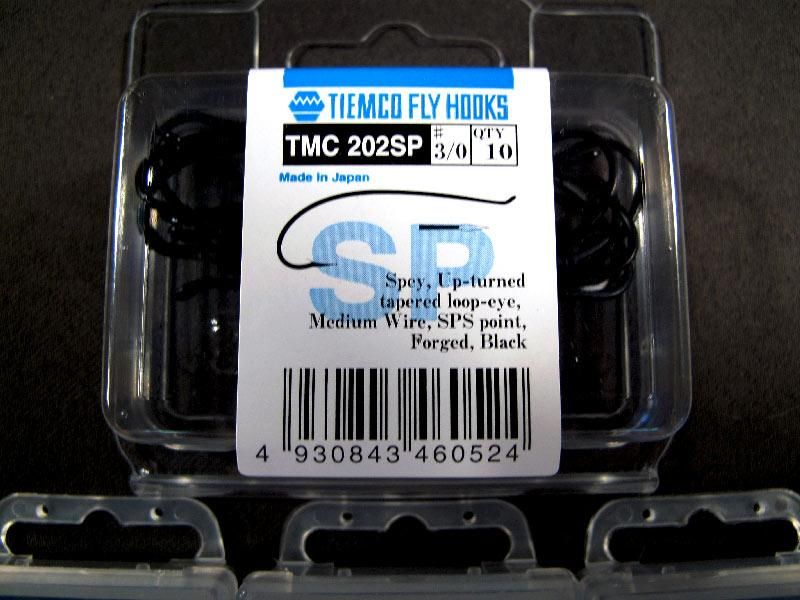 TIEMCO FLY HOOKS
TMC 202SP # 3/0 QTY 10
Made in Japan
SP
Spey, Up-turned
tapered loop-eye,
Medium Wire, SPS point,
Forged, Black
4 930843 460524